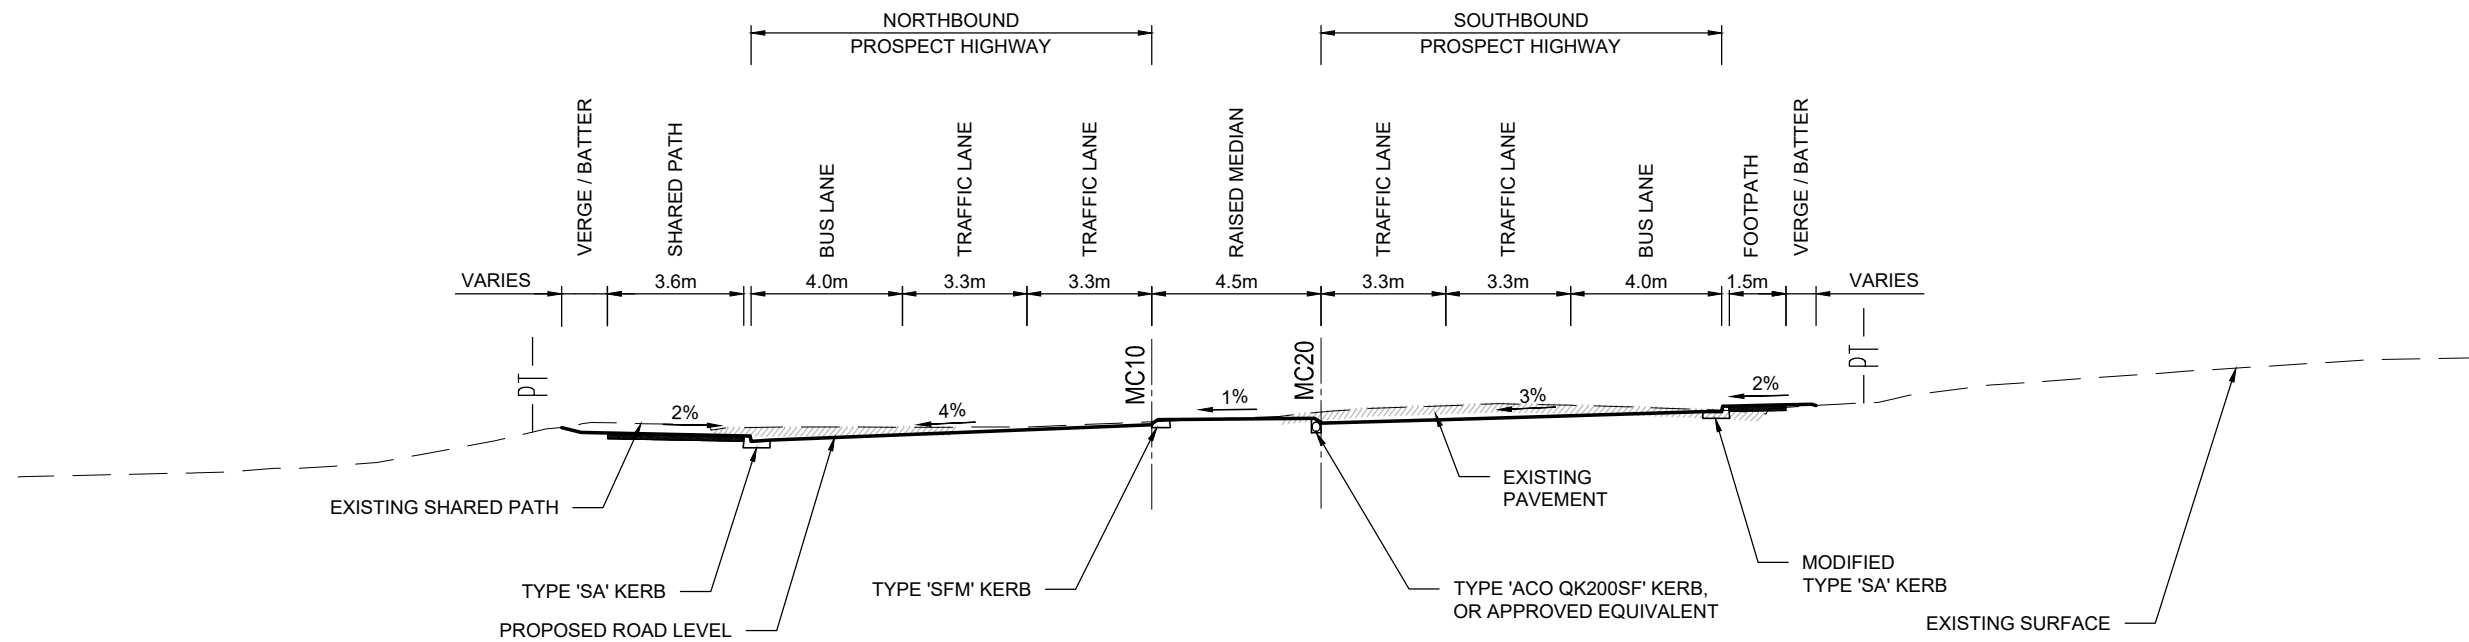 NORTHBOUND
PROSPECT HIGHWAY
SOUTHBOUND
PROSPECT HIGHWAY
VERGE / BATTER
SHARED PATH
BUS LANE
TRAFFIC LANE
TRAFFIC LANE
RAISED MEDIAN
TRAFFIC LANE
TRAFFIC LANE
BUS LANE
FOOTPATH
VERGE / BATTER
VARIES
3.6m
4.0m
3.3m
3.3m
4.5m
3.3m
3.3m
4.0m
1.5m
VARIES
PT
MC10
MC20
PT
2%
4%
1%
3%
2%
EXISTING SHARED PATH
EXISTING
PAVEMENT
TYPE 'SA' KERB
TYPE 'SFM' KERB
TYPE 'ACO QK200SF' KERB,
OR APPROVED EQUIVALENT
MODIFIED
TYPE 'SA' KERB
PROPOSED ROAD LEVEL
EXISTING SURFACE